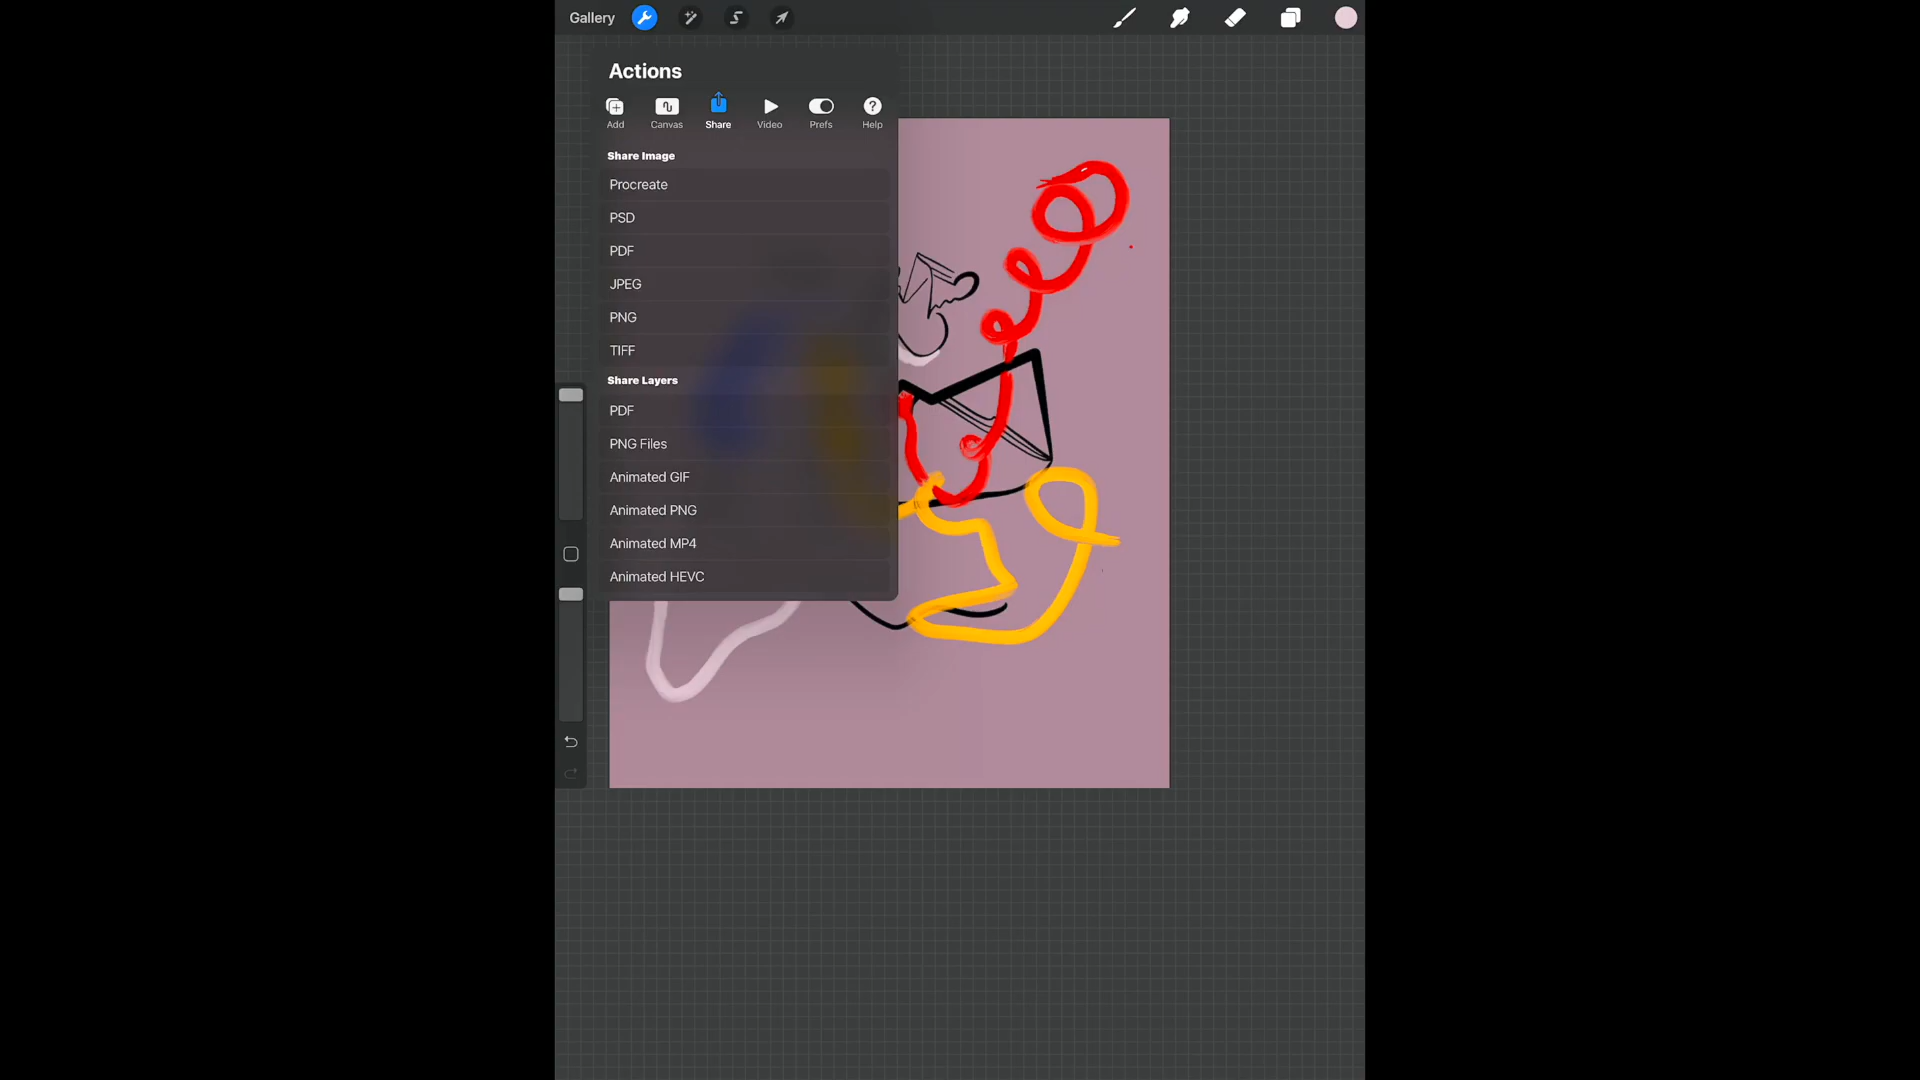 Gallery
Actions
Add Canvas Share Video Prefs Help
Share Image
Procreate
PSD
PDF
JPEG
PNG
TIFF
Share Layers
PDF
PNG Files
Animated GIF
Animated PNG
Animated MP4
Animated HEVC